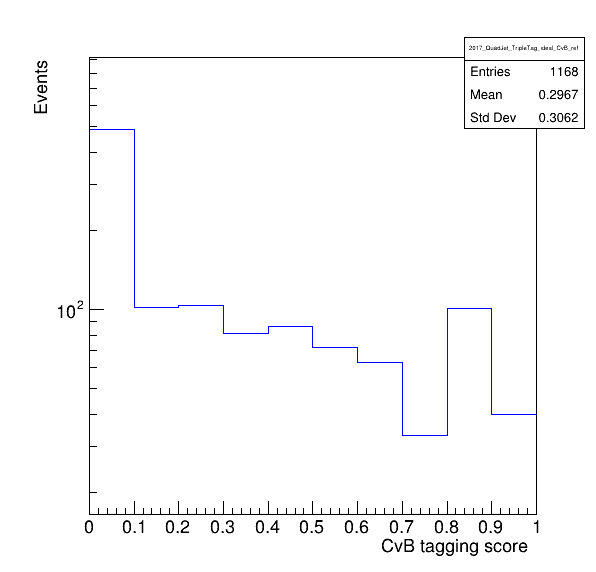 2017_QuadJet_TripleTag_ideal_CvB_ref
Entries 1168
Mean 0.2967
Std Dev 0.3062
Events
10²
0 0.1 0.2 0.3 0.4 0.5 0.6 0.7 0.8 0.9 1
CvB tagging score